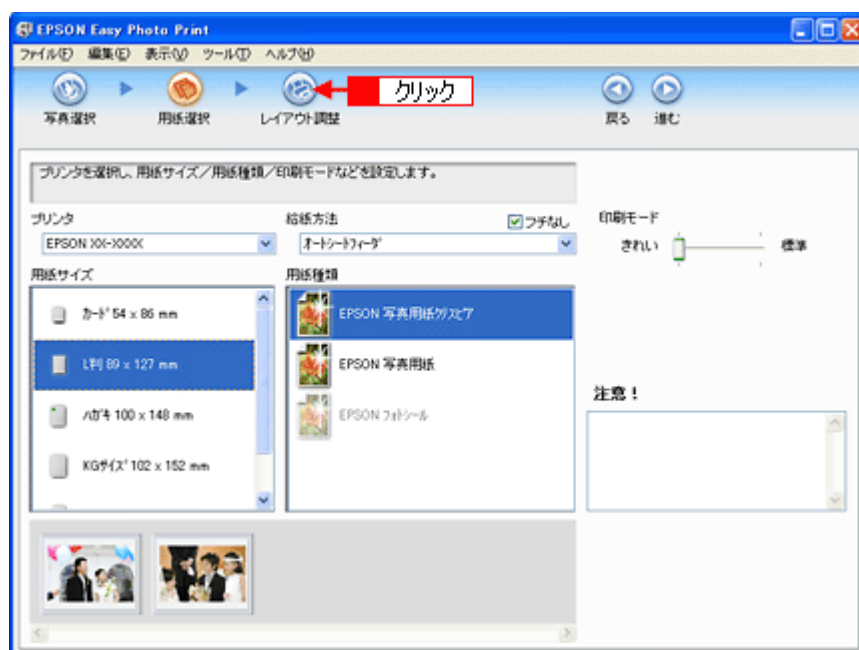 EPSON Easy Photo Print
ファイル(F) 編集(E) 表示(V) ツール(T) ヘルプ(H)
クリック
写真選択 用紙選択 レイアウト調整 戻る 進む
プリンタを選択し、用紙サイズ／用紙種類／印刷モードなどを設定します。
プリンタ 給紙方法 フチなし 印刷モード
EPSON XX-XXXX オートシートフィーダ きれい 標準
用紙サイズ 用紙種類
カード 54 x 86 mm
L判 89 x 127 mm
ハガキ 100 x 148 mm
KGサイズ 102 x 152 mm
EPSON 写真用紙クリスピア
EPSON 写真用紙
EPSON フォトシール
注意！